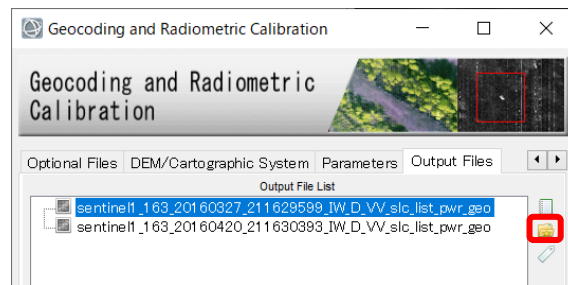 Geocoding and Radiometric Calibration
Geocoding and Radiometric
Calibration
Optional Files DEM/Cartographic System Parameters Output Files
Output File List
sentinel1_163_20160327_211629599_IW_D_VV_slc_list_pwr_geo
sentinel1_163_20160420_211630393_IW_D_VV_slc_list_pwr_geo